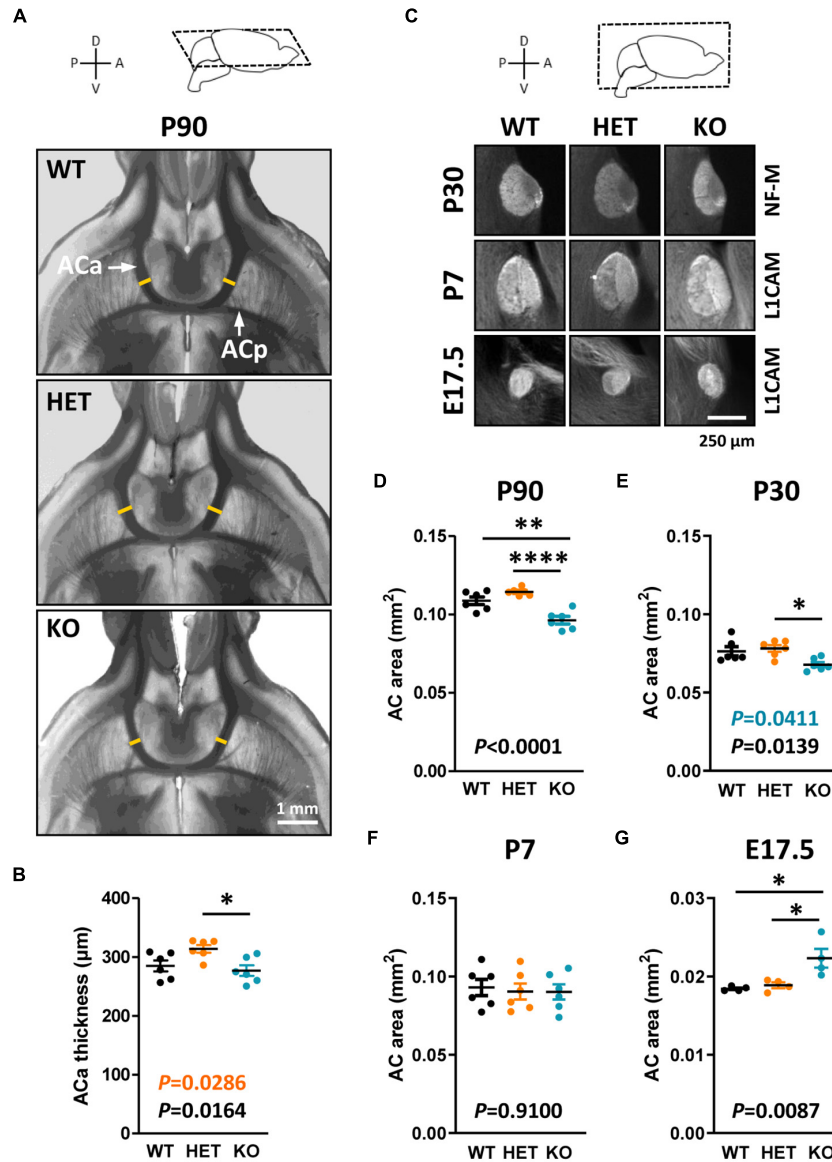 A
D
P A
V
P90
WT
ACa
ACp
HET
KO
1 mm
B
ACa thickness (µm)
400
300
200
100
0
*
P=0.0286
P=0.0164
WT HET KO
C
D
P A
V
WT HET KO
P30
NF-M
P7
L1CAM
E17.5
L1CAM
250 µm
D
P90
AC area (mm²)
0.15
0.10
0.05
0.00
**
****
P<0.0001
WT HET KO
E
P30
AC area (mm²)
0.15
0.10
0.05
0.00
*
P=0.0411
P=0.0139
WT HET KO
F
P7
AC area (mm²)
0.15
0.10
0.05
0.00
P=0.9100
WT HET KO
G
E17.5
AC area (mm²)
0.03
0.02
0.01
0.00
*
*
P=0.0087
WT HET KO